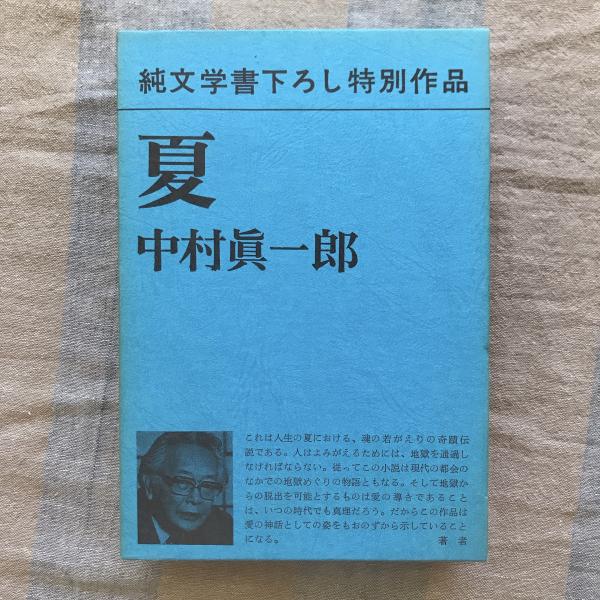 純文学書下ろし特別作品
夏
中村眞一郎
これは人生の夏における、魂の若がえりの奇蹟伝
説である。人はよみがえるためには、地獄を通過し
なければならない。従ってこの小説は現代の都会の
なかでの地獄めぐりの物語ともなる。そして地獄か
らの脱出を可能とするものは愛の導きであること
は、いつの時代でも真理だろう。だからこの作品は
愛の神話としての姿をもおのずから示していること
になる。
著者